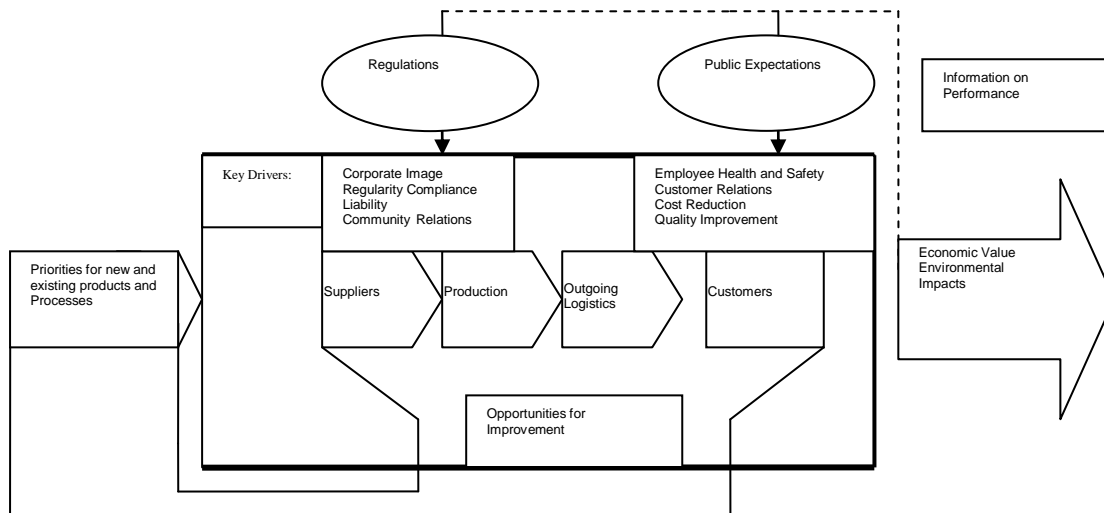 Regulations
Public Expectations
Information on
Performance
Key Drivers:
Corporate Image
Regularity Compliance
Liability
Community Relations
Employee Health and Safety
Customer Relations
Cost Reduction
Quality Improvement
Priorities for new and
existing products and
Processes
Suppliers
Production
Outgoing
Logistics
Customers
Economic Value
Environmental
Impacts
Opportunities for
Improvement